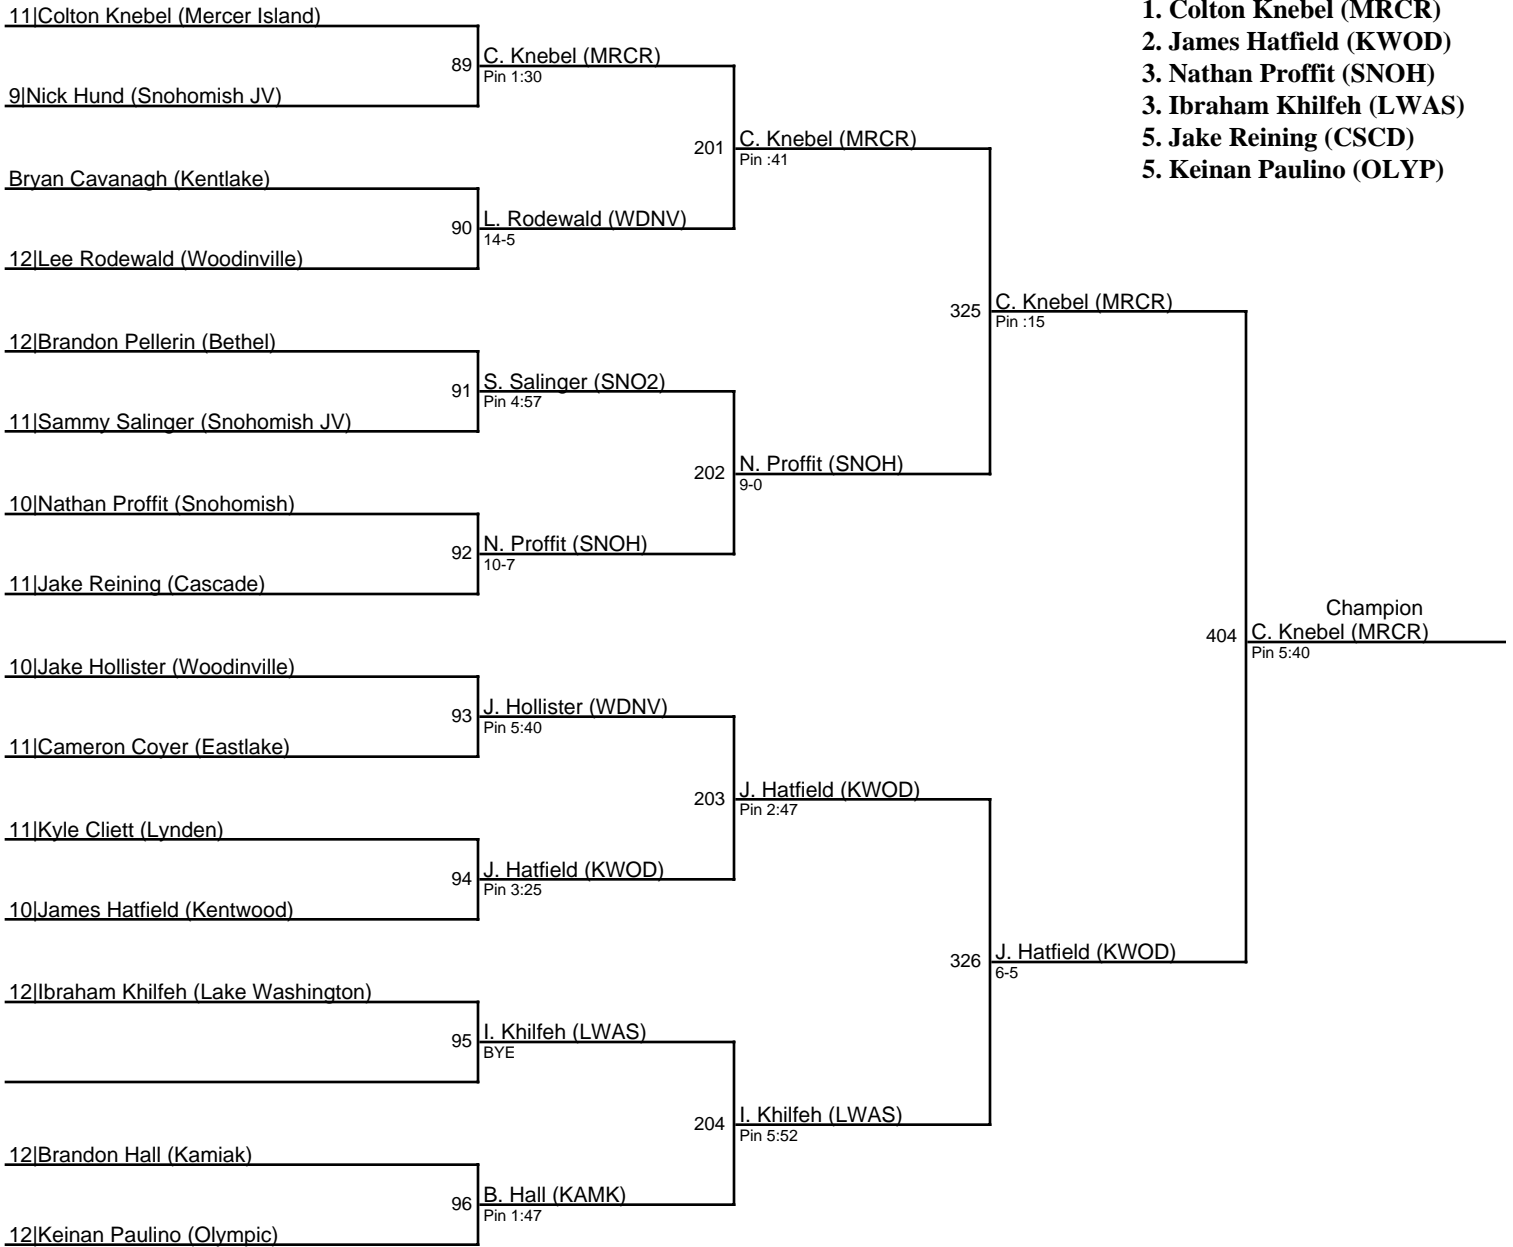 11|Colton Knebel (Mercer Island)
89
C. Knebel (MRCR)
Pin 1:30
9|Nick Hund (Snohomish JV)
201
C. Knebel (MRCR)
Pin :41
Bryan Cavanagh (Kentlake)
90
L. Rodewald (WDNV)
14-5
12|Lee Rodewald (Woodinville)
325
C. Knebel (MRCR)
Pin :15
12|Brandon Pellerin (Bethel)
91
S. Salinger (SNO2)
Pin 4:57
11|Sammy Salinger (Snohomish JV)
202
N. Proffit (SNOH)
9-0
10|Nathan Proffit (Snohomish)
92
N. Proffit (SNOH)
10-7
11|Jake Reining (Cascade)
Champion
404
C. Knebel (MRCR)
Pin 5:40
10|Jake Hollister (Woodinville)
93
J. Hollister (WDNV)
Pin 5:40
11|Cameron Coyer (Eastlake)
203
J. Hatfield (KWOD)
Pin 2:47
11|Kyle Cliett (Lynden)
94
J. Hatfield (KWOD)
Pin 3:25
10|James Hatfield (Kentwood)
326
J. Hatfield (KWOD)
6-5
12|Ibraham Khilfeh (Lake Washington)
95
I. Khilfeh (LWAS)
BYE
204
I. Khilfeh (LWAS)
Pin 5:52
12|Brandon Hall (Kamiak)
96
B. Hall (KAMK)
Pin 1:47
12|Keinan Paulino (Olympic)
1. Colton Knebel (MRCR)
2. James Hatfield (KWOD)
3. Nathan Proffit (SNOH)
3. Ibraham Khilfeh (LWAS)
5. Jake Reining (CSCD)
5. Keinan Paulino (OLYP)